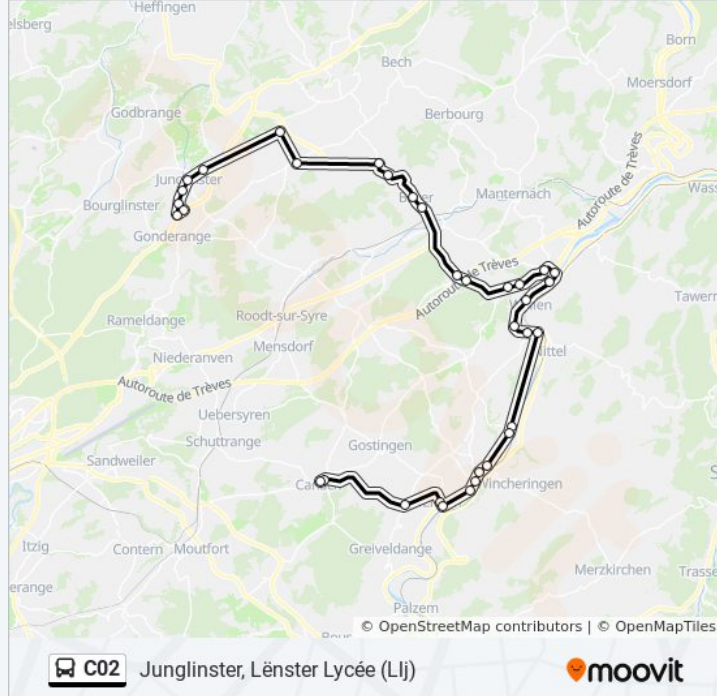 Heffingen
elsberg
Born
Bech
Moersdorf
Godbrange
Berbourg
Autoroute de Trèves
Manternach
Wass
Bourglinster
Gonderange
Autoroute de Trèves
Tawern
Rameldange
Roodt-sur-Syre
Mensdorf
Niederanven
Autoroute de Trèves
Uebersyren
Schuttrange
Gostingen
Sandweiler
Wincheringen
Itzig
Contern
Moutfort
Greiveldange
Merzkirchen
Trasse
erange
Palzem
© OpenStreetMap contributors | © OpenMapTiles
C02 Junglinster, Lënster Lycée (Llj)
moovit